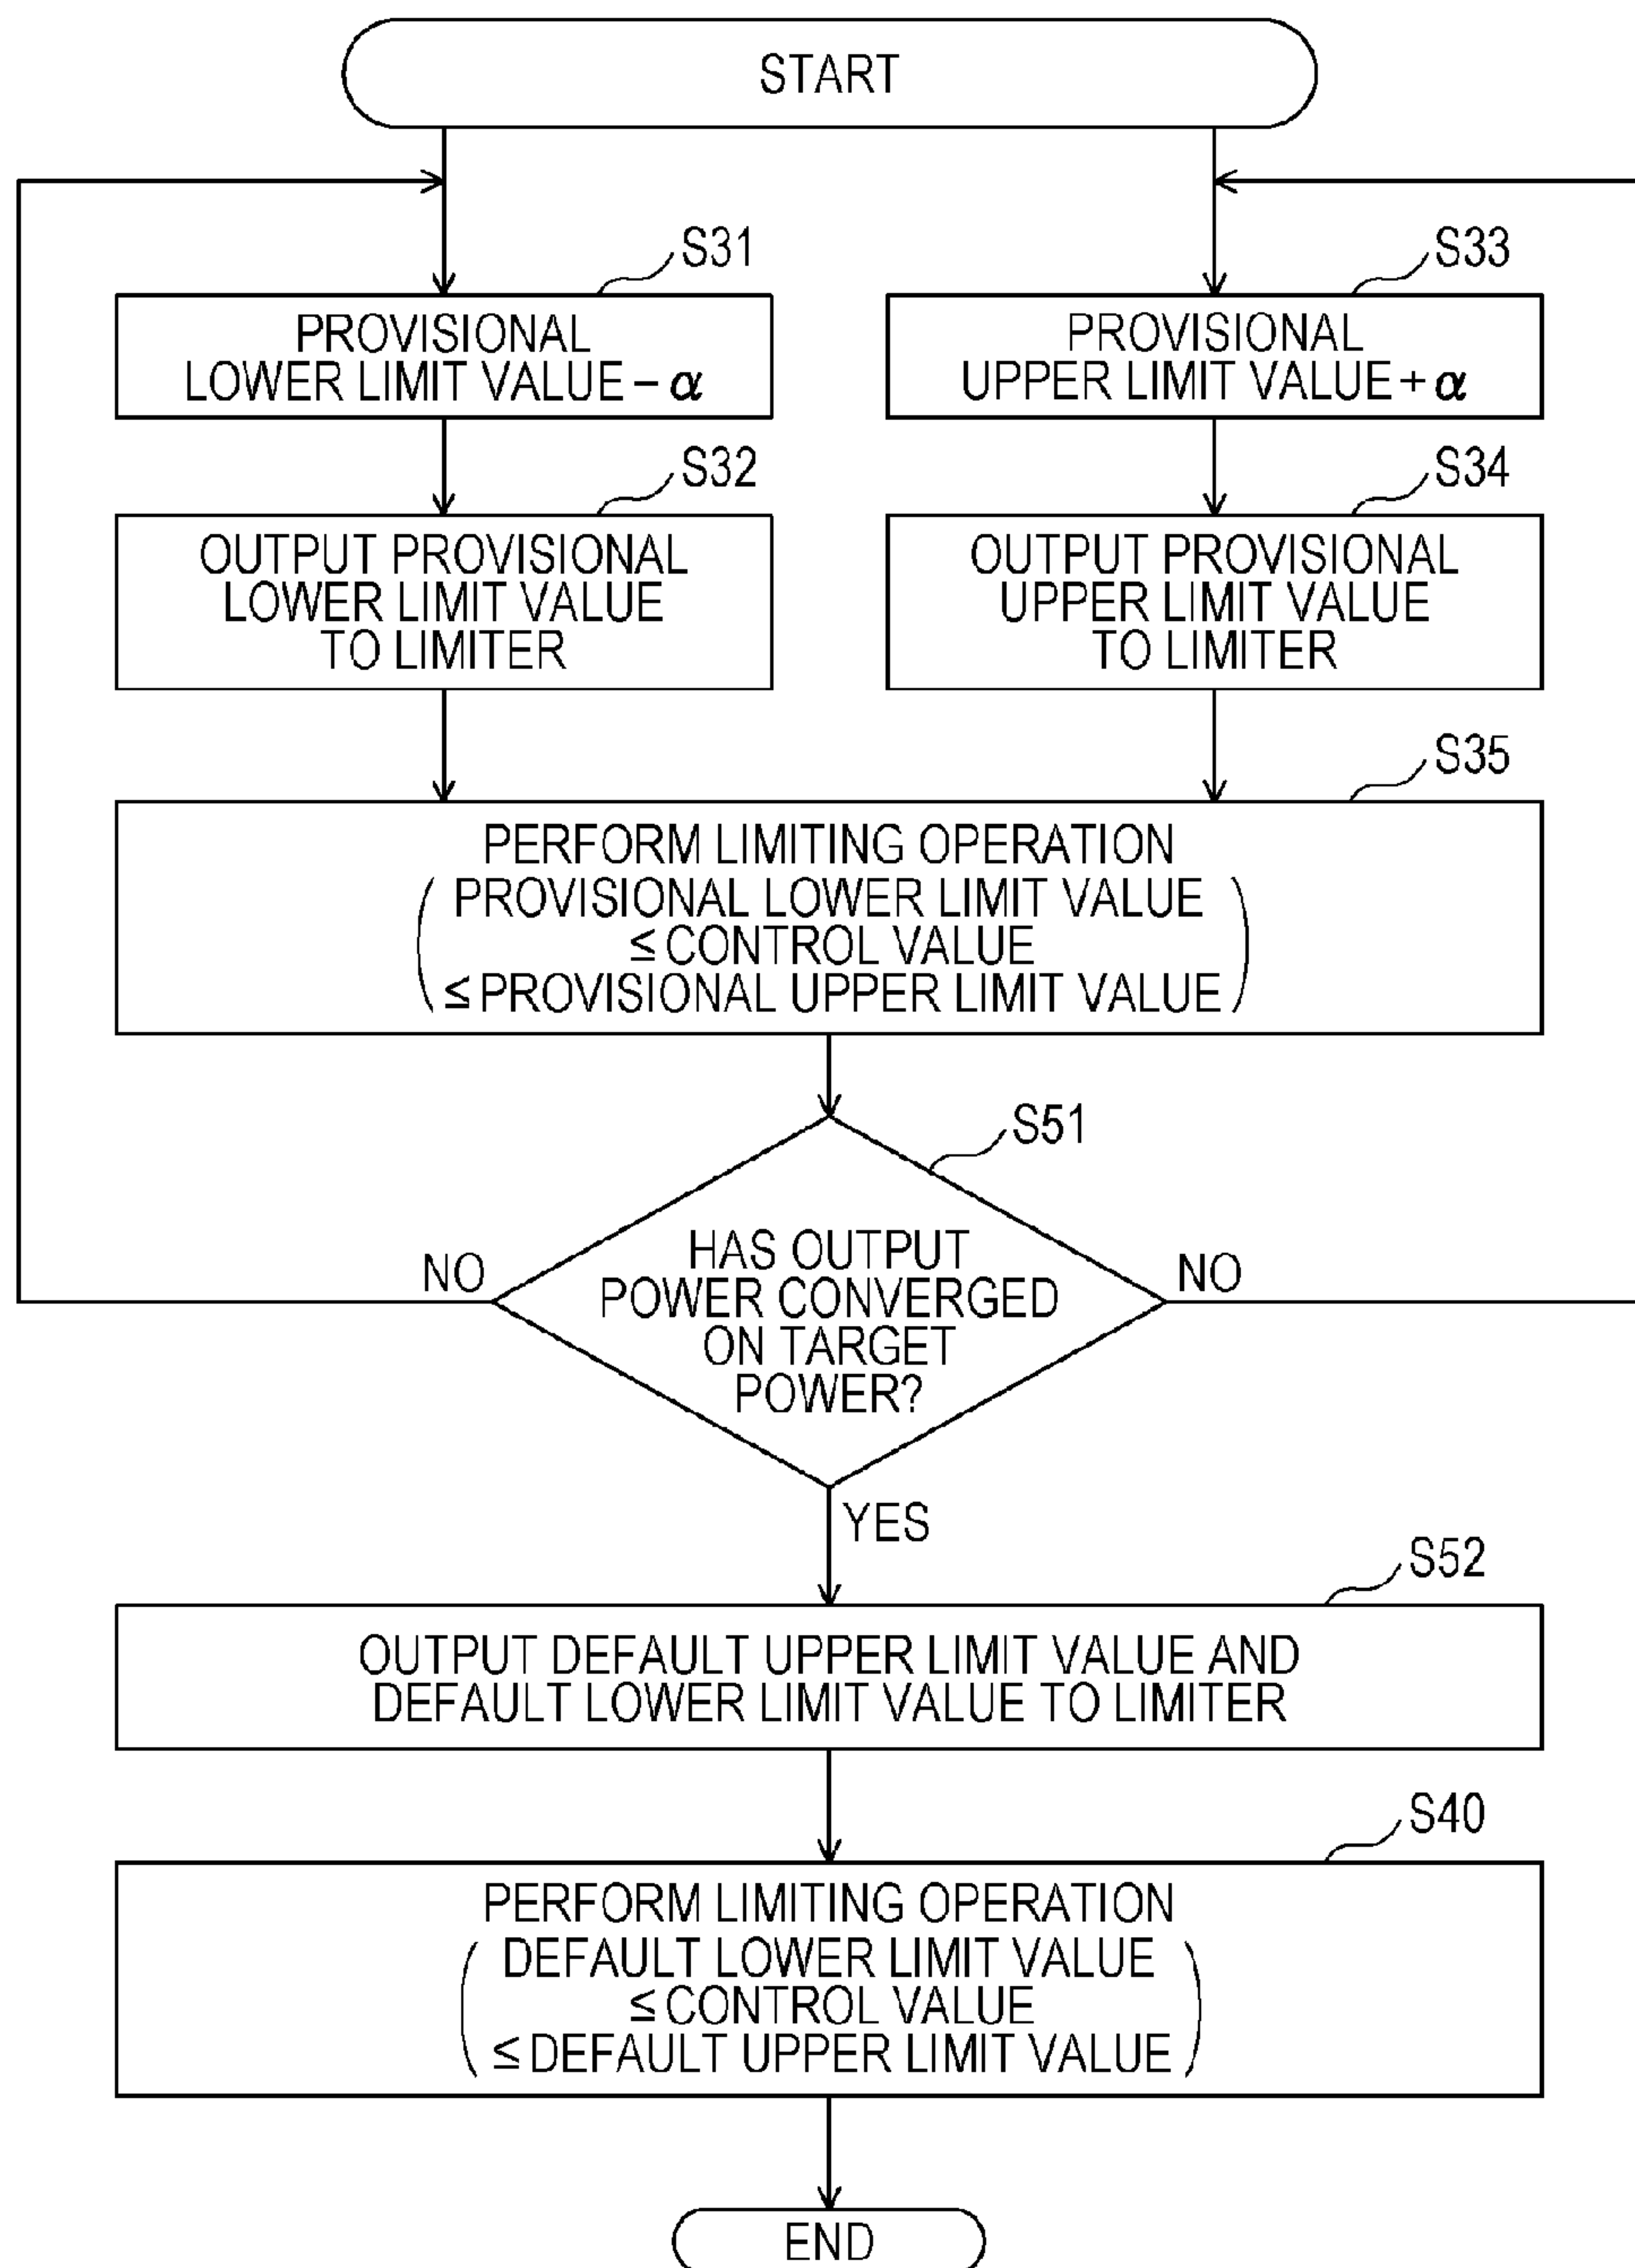 START
S31
PROVISIONAL
LOWER LIMIT VALUE – α
S33
PROVISIONAL
UPPER LIMIT VALUE + α
S32
OUTPUT PROVISIONAL
LOWER LIMIT VALUE
TO LIMITER
S34
OUTPUT PROVISIONAL
UPPER LIMIT VALUE
TO LIMITER
S35
PERFORM LIMITING OPERATION
( PROVISIONAL LOWER LIMIT VALUE
≤ CONTROL VALUE
≤ PROVISIONAL UPPER LIMIT VALUE )
S51
HAS OUTPUT
POWER CONVERGED
ON TARGET
POWER?
NO
NO
YES
S52
OUTPUT DEFAULT UPPER LIMIT VALUE AND
DEFAULT LOWER LIMIT VALUE TO LIMITER
S40
PERFORM LIMITING OPERATION
( DEFAULT LOWER LIMIT VALUE
≤ CONTROL VALUE
≤ DEFAULT UPPER LIMIT VALUE )
END